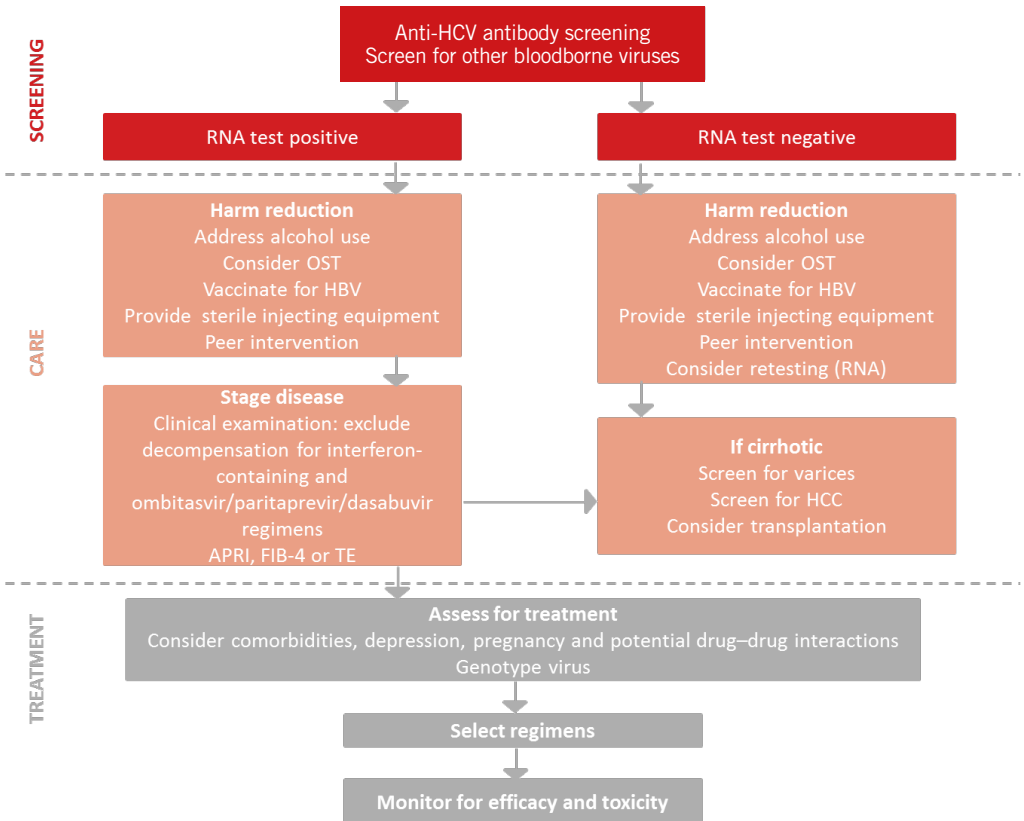 SCREENING
Anti-HCV antibody screening
Screen for other bloodborne viruses
RNA test positive
RNA test negative
CARE
Harm reduction
Address alcohol use
Consider OST
Vaccinate for HBV
Provide sterile injecting equipment
Peer intervention
Harm reduction
Address alcohol use
Consider OST
Vaccinate for HBV
Provide sterile injecting equipment
Peer intervention
Consider retesting (RNA)
Stage disease
Clinical examination: exclude
decompensation for interferon-
containing and
ombitasvir/paritaprevir/dasabuvir
regimens
APRI, FIB-4 or TE
If cirrhotic
Screen for varices
Screen for HCC
Consider transplantation
TREATMENT
Assess for treatment
Consider comorbidities, depression, pregnancy and potential drug–drug interactions
Genotype virus
Select regimens
Monitor for efficacy and toxicity